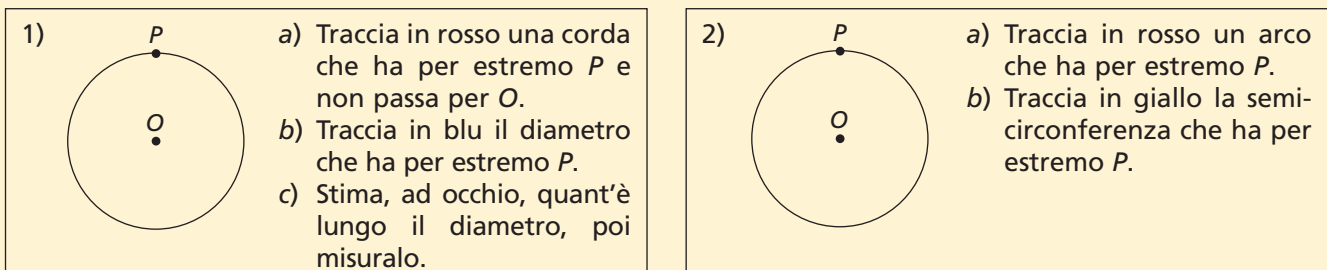 1)
P
O
a) Traccia in rosso una corda
che ha per estremo P e
non passa per O.
b) Traccia in blu il diametro
che ha per estremo P.
c) Stima, ad occhio, quant'è
lungo il diametro, poi
misuralo.
2)
P
O
a) Traccia in rosso un arco
che ha per estremo P.
b) Traccia in giallo la semi-
circonferenza che ha per
estremo P.